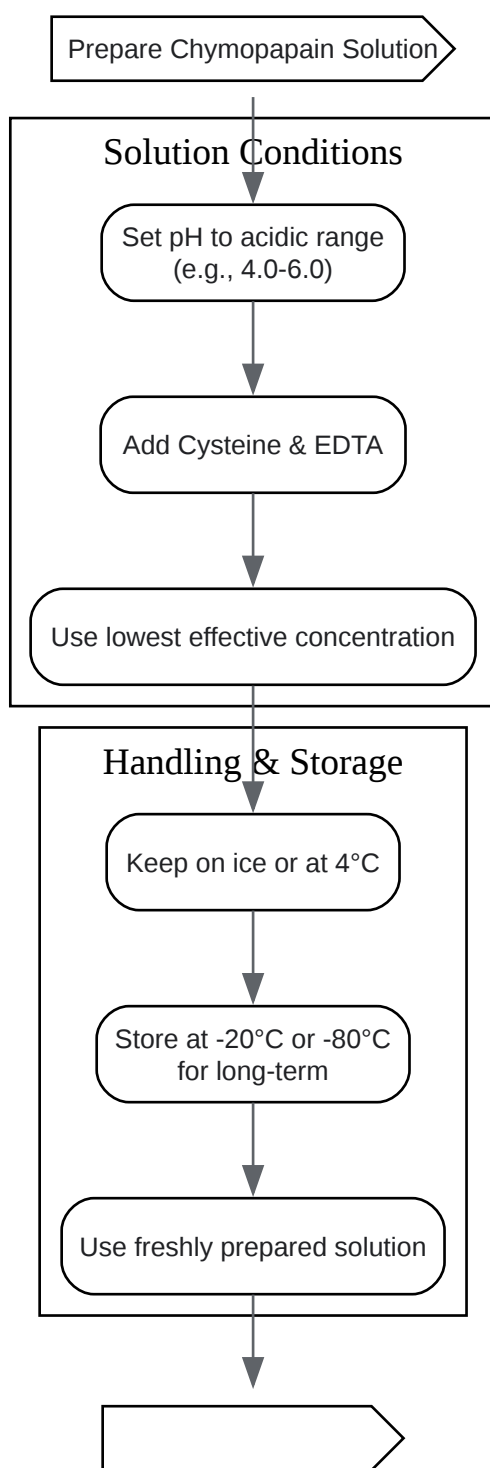 Prepare Chymopapain Solution
Solution Conditions
Set pH to acidic range
(e.g., 4.0-6.0)
Add Cysteine & EDTA
Use lowest effective concentration
Handling & Storage
Keep on ice or at 4°C
Store at -20°C or -80°C
for long-term
Use freshly prepared solution